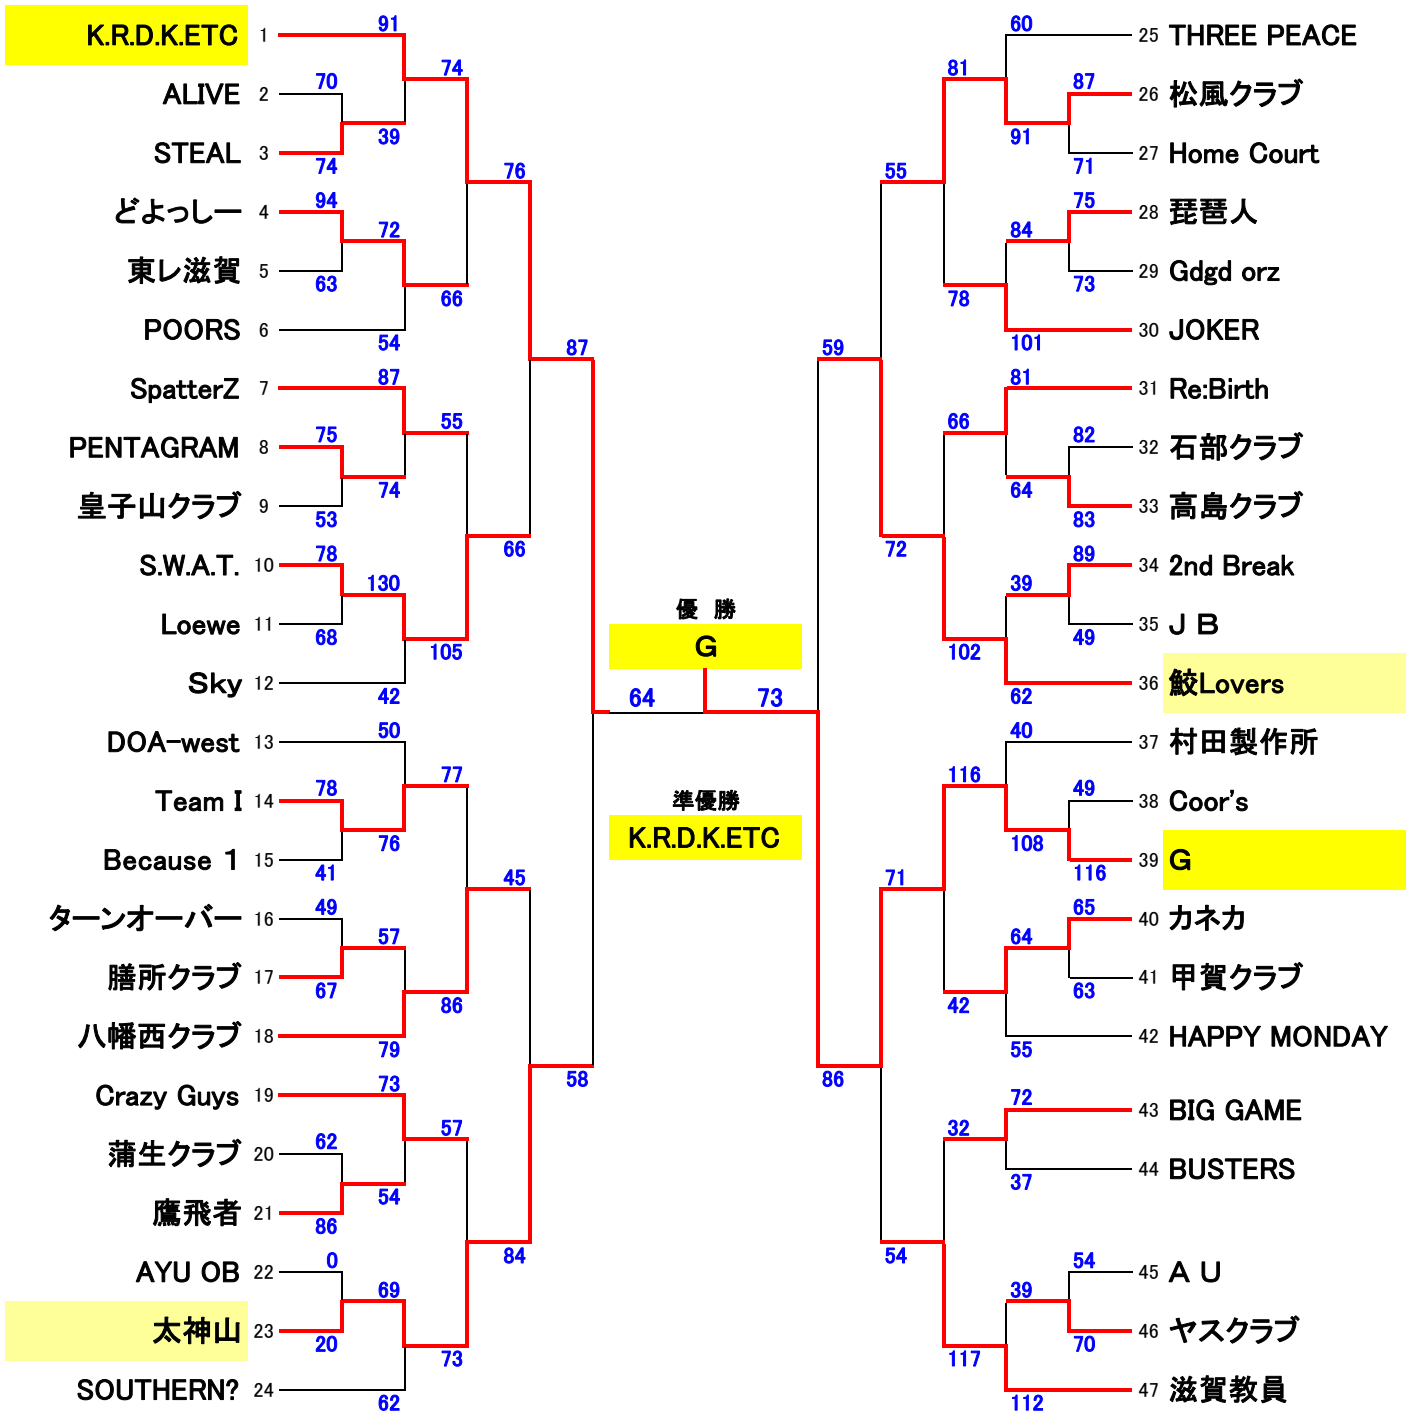 91
K.R.D.K.ETC 1
74
70
ALIVE 2
39
STEAL 3
74
76
94
どよっしー 4
72
東レ滋賀 5
63
66
POORS 6
54
87
87
SpatterZ 7
55
75
PENTAGRAM 8
74
皇子山クラブ 9
53
66
78
S.W.A.T. 10
130
Loewe 11
68
105
Sky 12
42
50
DOA-west 13
77
78
Team I 14
76
Because 1 15
41
45
49
ターンオーバー 16
57
膳所クラブ 17
67
86
八幡西クラブ 18
79
58
73
Crazy Guys 19
57
62
蒲生クラブ 20
54
鷹飛者 21
86
84
0
AYU OB 22
69
太神山 23
20
73
SOUTHERN? 24
62
優 勝
G
64 73
準優勝
K.R.D.K.ETC
60
25 THREE PEACE
81
87
26 松風クラブ
91
27 Home Court
71
55
75
28 琵琶人
84
29 Gdgd orz
73
78
30 JOKER
101
59
81
31 Re:Birth
66
82
32 石部クラブ
64
33 高島クラブ
83
72
89
34 2nd Break
39
35 J B
49
102
36 鮫Lovers
62
40
37 村田製作所
116
49
38 Coor's
108
39 G
116
71
65
40 カネカ
64
41 甲賀クラブ
63
42
42 HAPPY MONDAY
55
86
72
43 BIG GAME
32
44 BUSTERS
37
54
54
45 A U
39
46 ヤスクラブ
70
117
47 滋賀教員
112